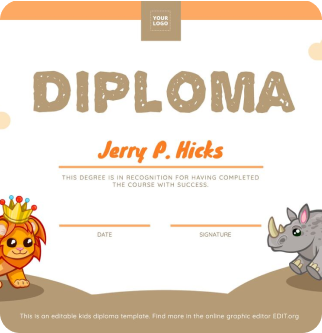 YOUR
LOGO
DIPLOMA
Jerry P. Hicks
THIS DEGREE IS IN RECOGNITION FOR HAVING COMPLETED
THE COURSE WITH SUCCESS.
DATE
SIGNATURE
This is an editable kids diploma template. Find more in the online graphic editor EDIT.org